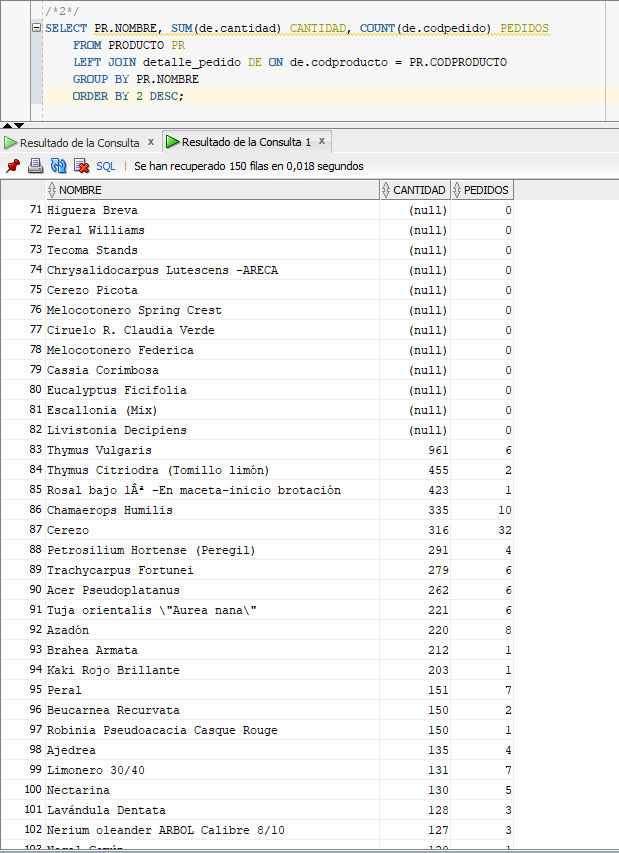 /*2*/
SELECT PR.NOMBRE, SUM(de.cantidad) CANTIDAD, COUNT(de.codpedido) PEDIDOS
FROM PRODUCTO PR
LEFT JOIN detalle_pedido DE ON de.codproducto = PR.CODPRODUCTO
GROUP BY PR.NOMBRE
ORDER BY 2 DESC;
Resultado de la Consulta x Resultado de la Consulta 1 x
SQL | Se han recuperado 150 filas en 0,018 segundos
NOMBRE CANTIDAD PEDIDOS
71 Higuera Breva (null) 0
72 Peral Williams (null) 0
73 Tecoma Stands (null) 0
74 Chrysalidocarpus Lutescens -ARECA (null) 0
75 Cerezo Picota (null) 0
76 Melocotonero Spring Crest (null) 0
77 Ciruelo R. Claudia Verde (null) 0
78 Melocotonero Federica (null) 0
79 Cassia Corimbosa (null) 0
80 Eucalyptus Ficifolia (null) 0
81 Escallonia (Mix) (null) 0
82 Livistonia Decipiens (null) 0
83 Thymus Vulgaris 961 6
84 Thymus Citriodra (Tomillo limón) 455 2
85 Rosal bajo 1Âª -En maceta-inicio brotación 423 1
86 Chamaerops Humilis 335 10
87 Cerezo 316 32
88 Petrosilium Hortense (Peregil) 291 4
89 Trachycarpus Fortunei 279 6
90 Acer Pseudoplatanus 262 6
91 Tuja orientalis \"Aurea nana\" 221 6
92 Azadón 220 8
93 Brahea Armata 212 1
94 Kaki Rojo Brillante 203 1
95 Peral 151 7
96 Beucarnea Recurvata 150 2
97 Robinia Pseudoacacia Casque Rouge 150 1
98 Ajedrea 135 4
99 Limonero 30/40 131 7
100 Nectarina 130 5
101 Lavándula Dentata 128 3
102 Nerium oleander ARBOL Calibre 8/10 127 3